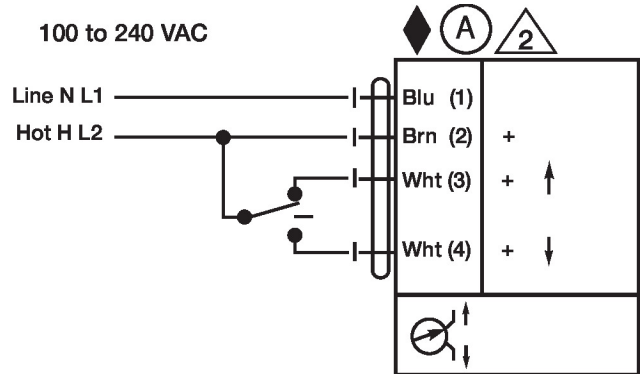 100 to 240 VAC
A
2
Line N L1
Blu (1)
Hot H L2
Brn (2) +
Wht (3) +
Wht (4) +